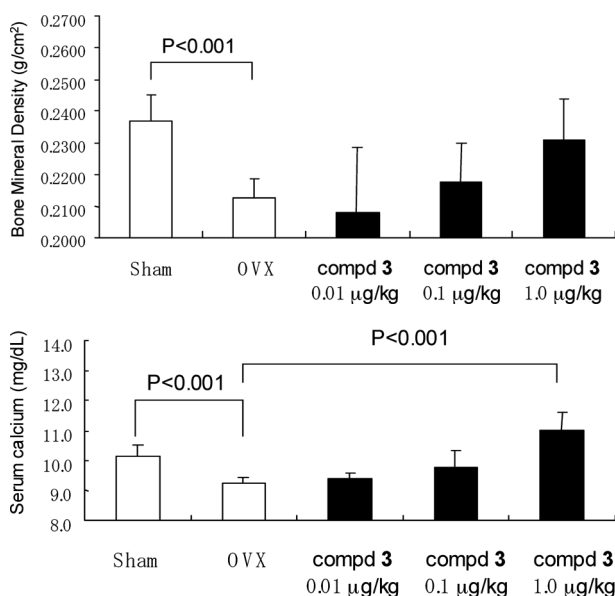 Bone Mineral Density (g/cm²)
0.2700
0.2600
0.2500
0.2400
0.2300
0.2200
0.2100
0.2000
P<0.001
Sham OVX compd 3 compd 3 compd 3
0.01 μg/kg 0.1 μg/kg 1.0 μg/kg
Serum calcium (mg/dL)
14.0
13.0
12.0
11.0
10.0
9.0
8.0
P<0.001
P<0.001
Sham OVX compd 3 compd 3 compd 3
0.01 μg/kg 0.1 μg/kg 1.0 μg/kg